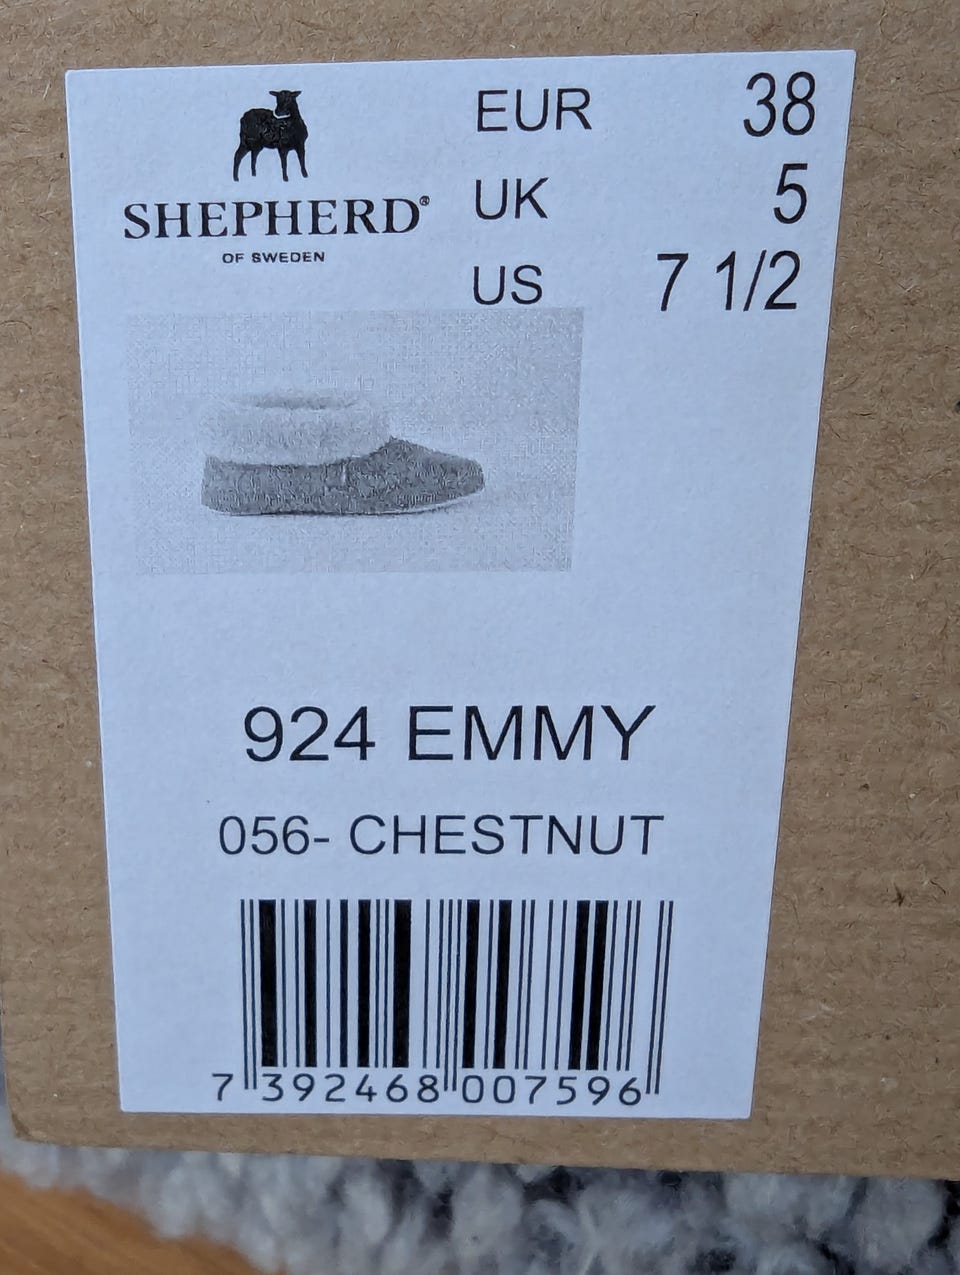 SHEPHERD®
OF SWEDEN
EUR 38
UK 5
US 7 1/2
924 EMMY
056- CHESTNUT
7 392468 007596